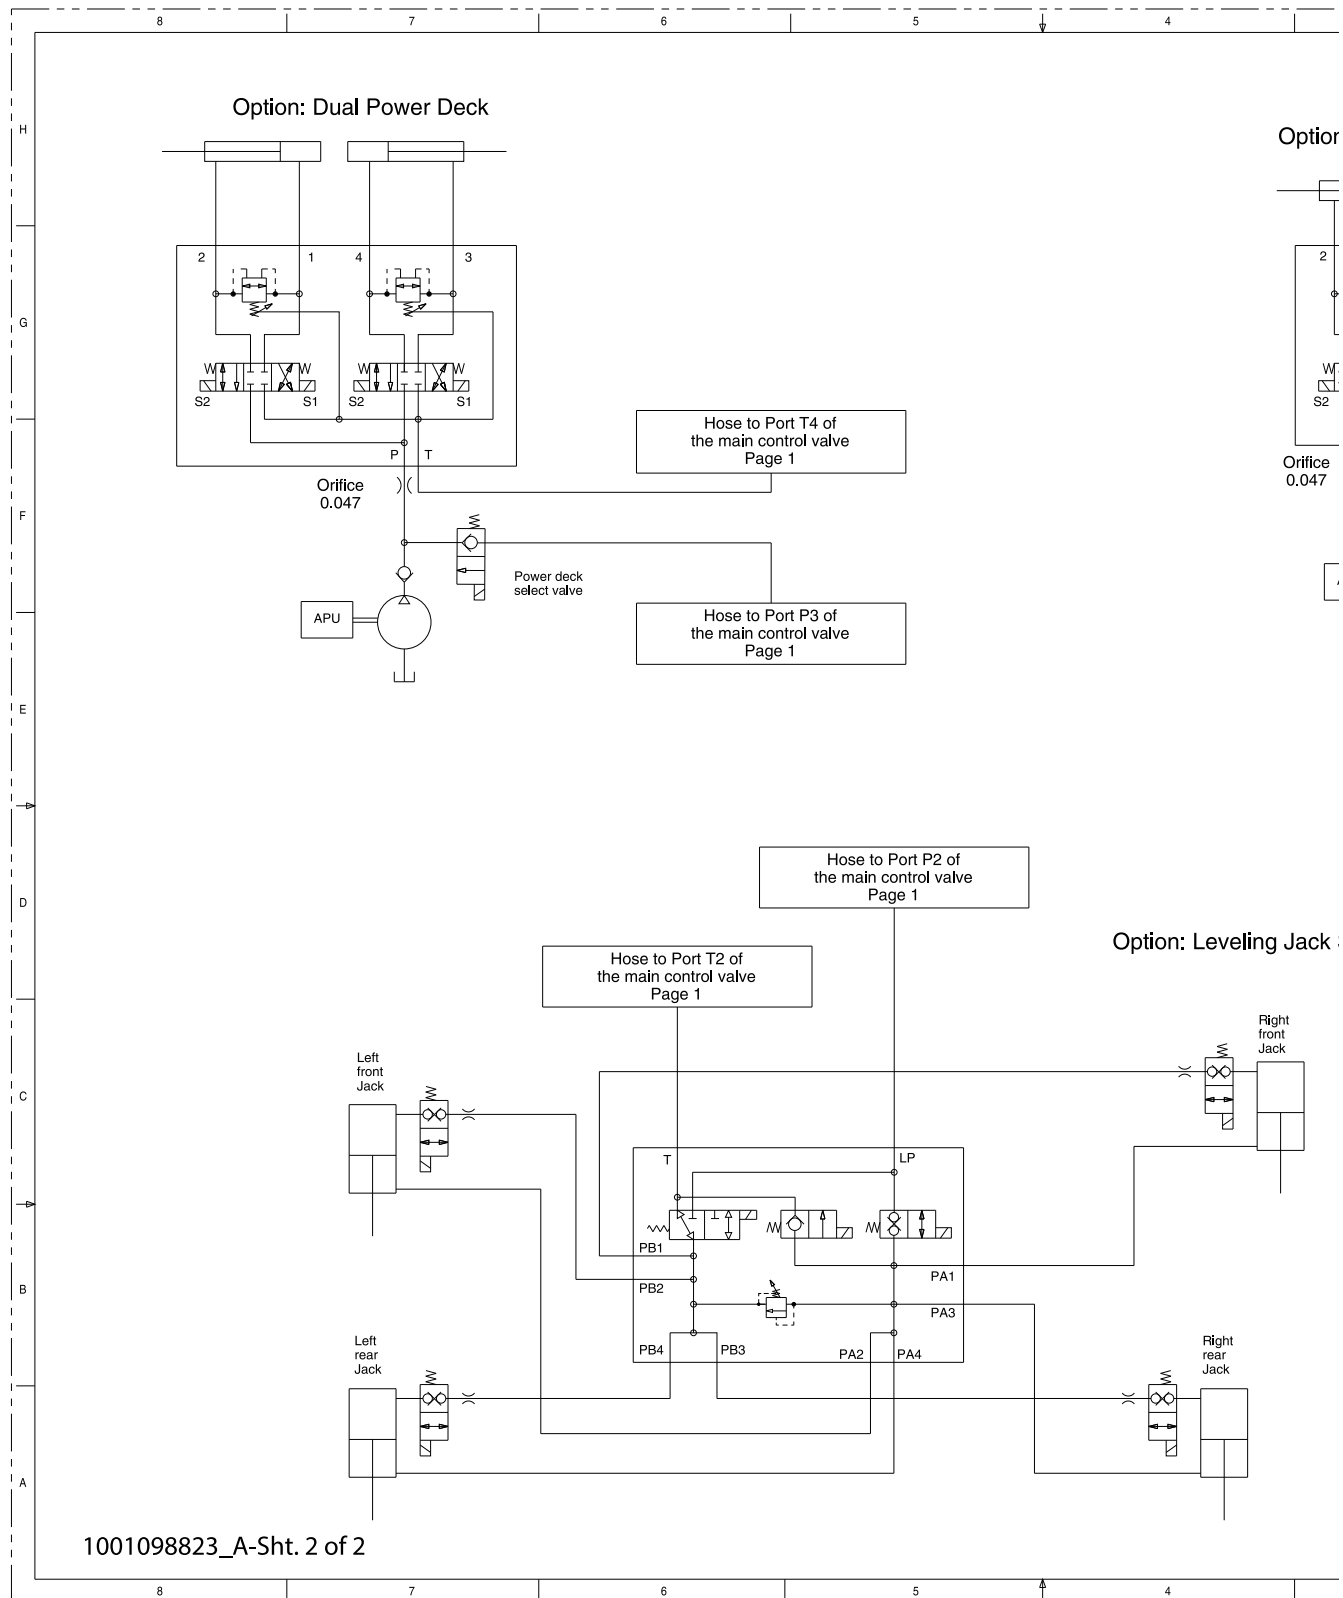 8 7 6 5 4
H
G
F
E
D
C
B
A
Option: Dual Power Deck
2 1 4 3
S2 S1 S2 S1
P T
Orifice
0.047
Hose to Port T4 of
the main control valve
Page 1
Power deck
select valve
APU
Hose to Port P3 of
the main control valve
Page 1
Option
2
S2
Orifice
0.047
Hose to Port P2 of
the main control valve
Page 1
Option: Leveling Jack
Hose to Port T2 of
the main control valve
Page 1
Left
front
Jack
Right
front
Jack
T LP
PB1
PB2
PA1
PA3
PB4 PB3 PA2 PA4
Left
rear
Jack
Right
rear
Jack
1001098823_A-Sht. 2 of 2
8 7 6 5 4